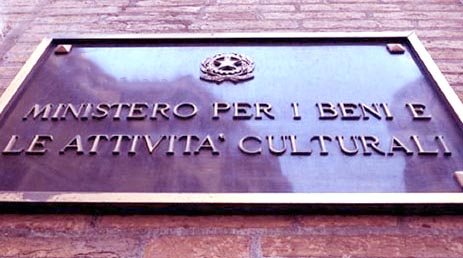 MINISTERO PER I BENI E
LE ATTIVITA' CULTURALI